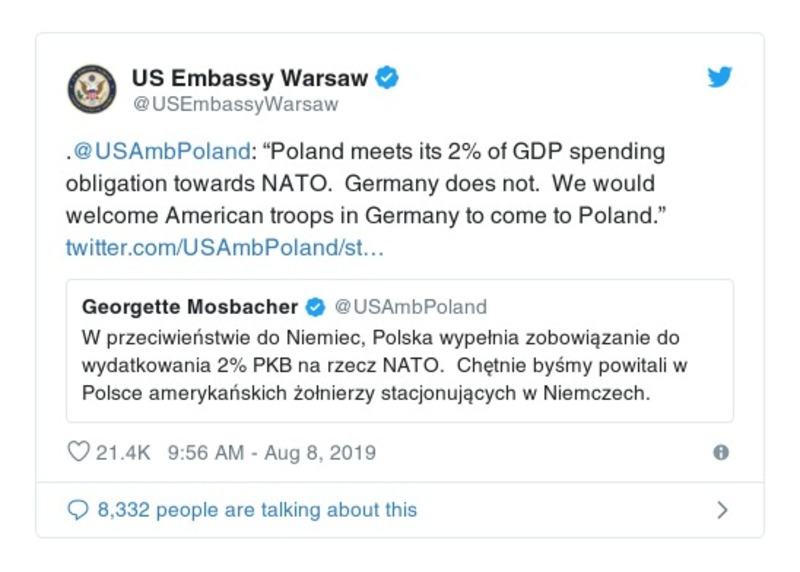 US Embassy Warsaw
@USEmbassyWarsaw
.@USAmbPoland: “Poland meets its 2% of GDP spending
obligation towards NATO.  Germany does not.  We would
welcome American troops in Germany to come to Poland.”
twitter.com/USAmbPoland/st…
Georgette Mosbacher @USAmbPoland
W przeciwieństwie do Niemiec, Polska wypełnia zobowiązanie do
wydatkowania 2% PKB na rzecz NATO.  Chętnie byśmy powitali w
Polsce amerykańskich żołnierzy stacjonujących w Niemczech.
21.4K 9:56 AM - Aug 8, 2019
8,332 people are talking about this